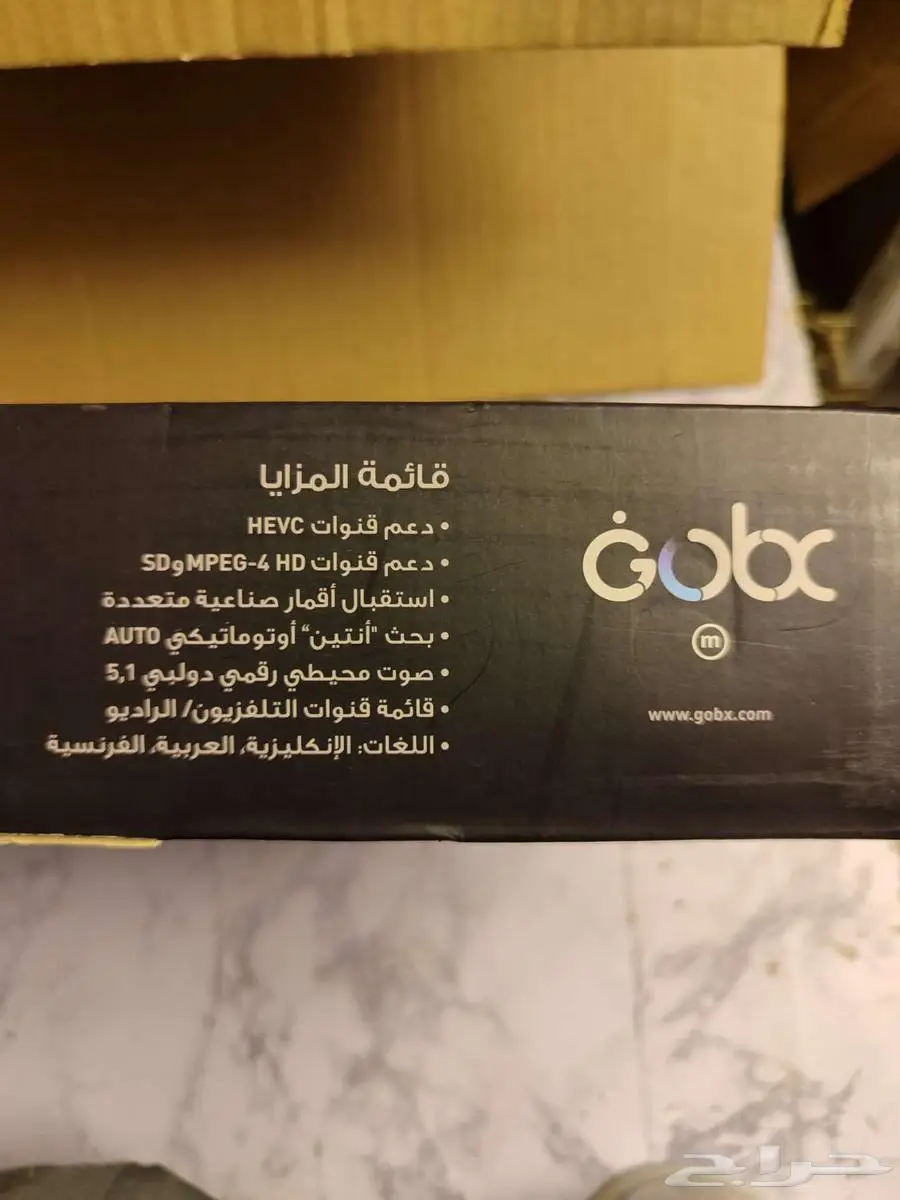 قائمة المزايا
• دعم قنوات HEVC
• دعم قنوات MPEG-4 HD وSD
• استقبال أقمار صناعية متعددة
• بحث "أنتين“ أوتوماتيكي AUTO
• صوت محيطي رقمي دولبي 5,1
• قائمة قنوات التلفزيون/ الراديو
• اللغات: الإنكليزية، العربية، الفرنسية
Gobx
m
www.gobx.com
حراج